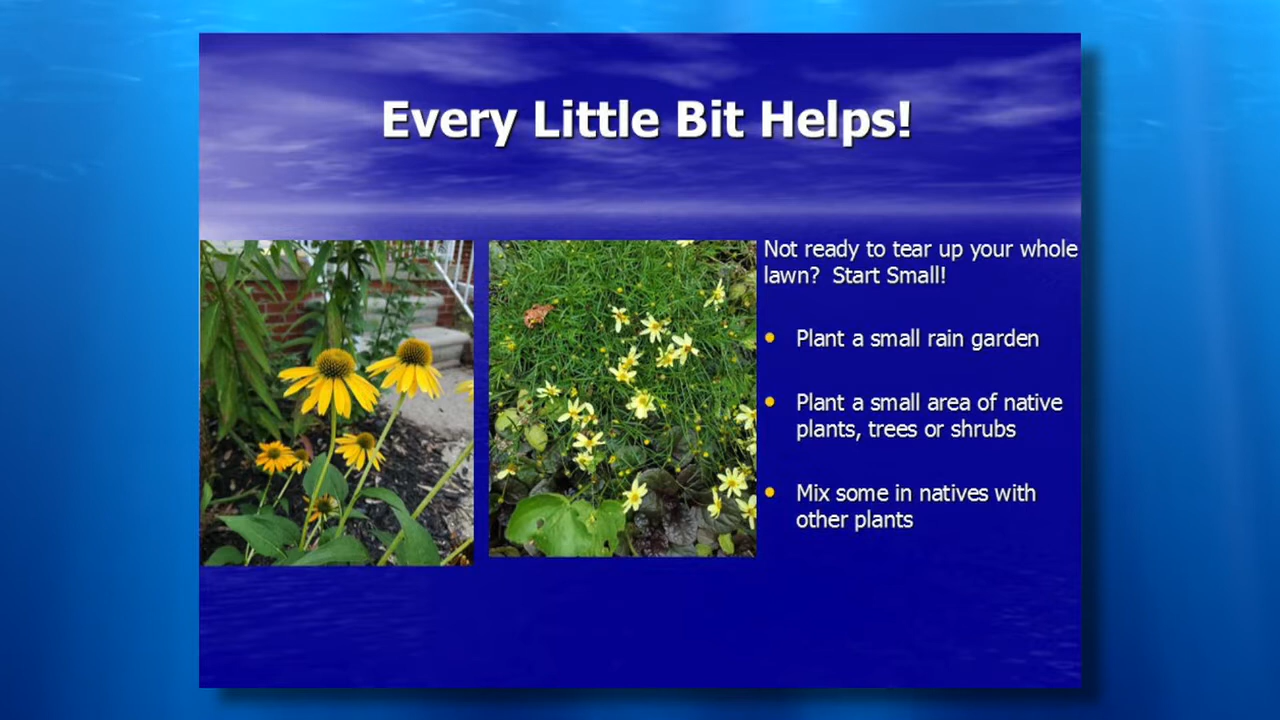 Every Little Bit Helps!
Not ready to tear up your whole
lawn?  Start Small!
Plant a small rain garden
Plant a small area of native
plants, trees or shrubs
Mix some in natives with
other plants